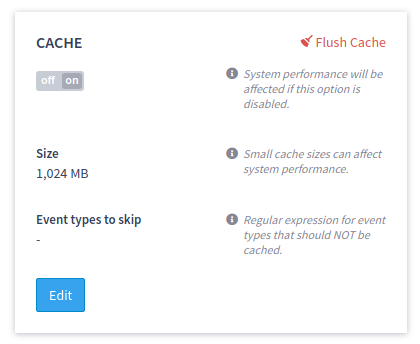 CACHE
Flush Cache
off on
System performance will be
affected if this option is
disabled.
Size
1,024 MB
Small cache sizes can affect
system performance.
Event types to skip
-
Regular expression for event
types that should NOT be
cached.
Edit